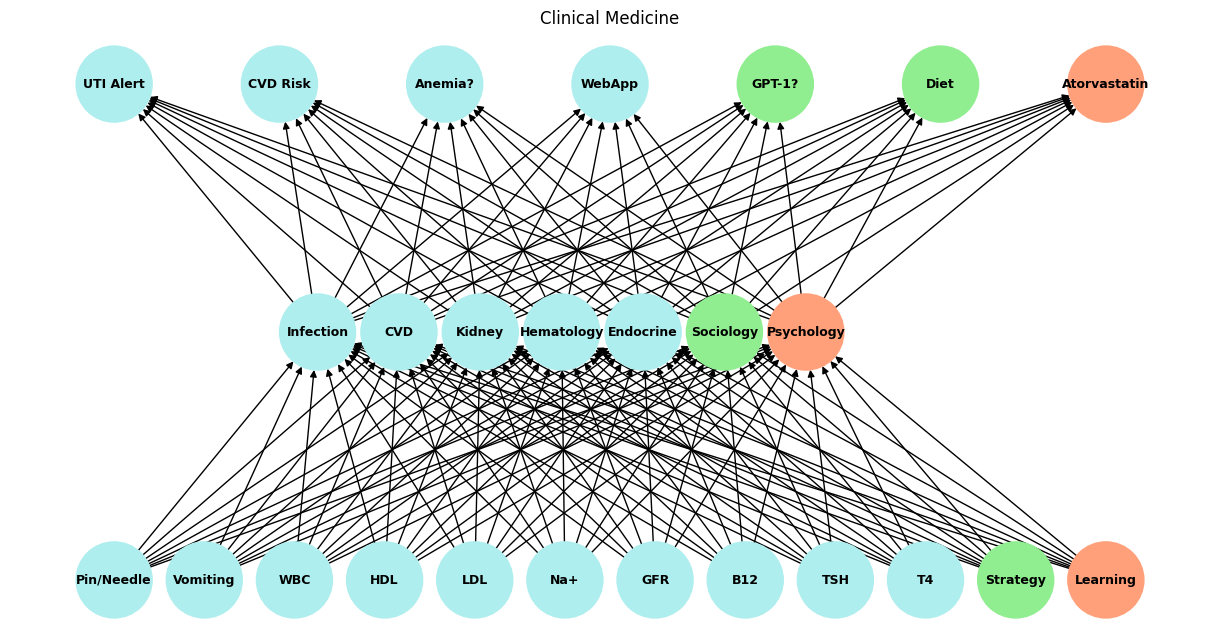 Clinical Medicine
UTI Alert CVD Risk Anemia? WebApp GPT-1? Diet Atorvastatin
Infection CVD Kidney Hematology Endocrine Sociology Psychology
Pin/Needle Vomiting WBC HDL LDL Na+ GFR B12 TSH T4 Strategy Learning